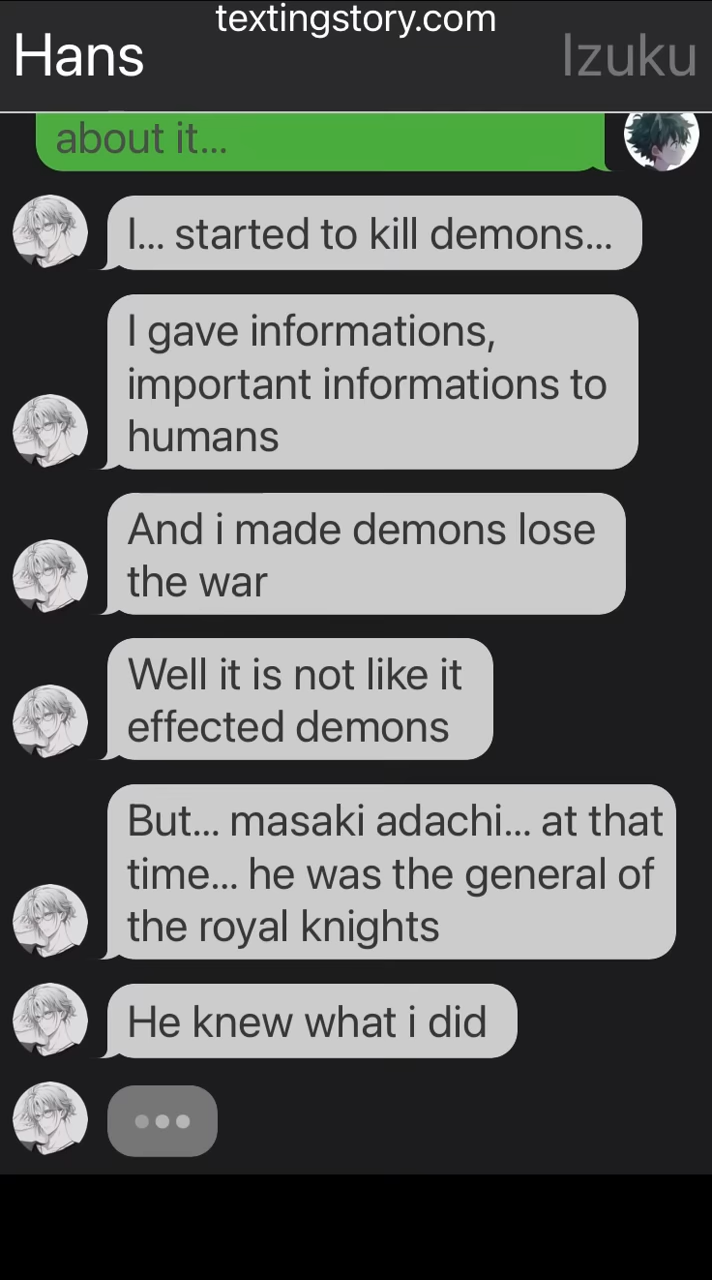 textingstory.com
Hans
Izuku
about it...
I... started to kill demons...
I gave informations,
important informations to
humans
And i made demons lose
the war
Well it is not like it
effected demons
But... masaki adachi... at that
time... he was the general of
the royal knights
He knew what i did